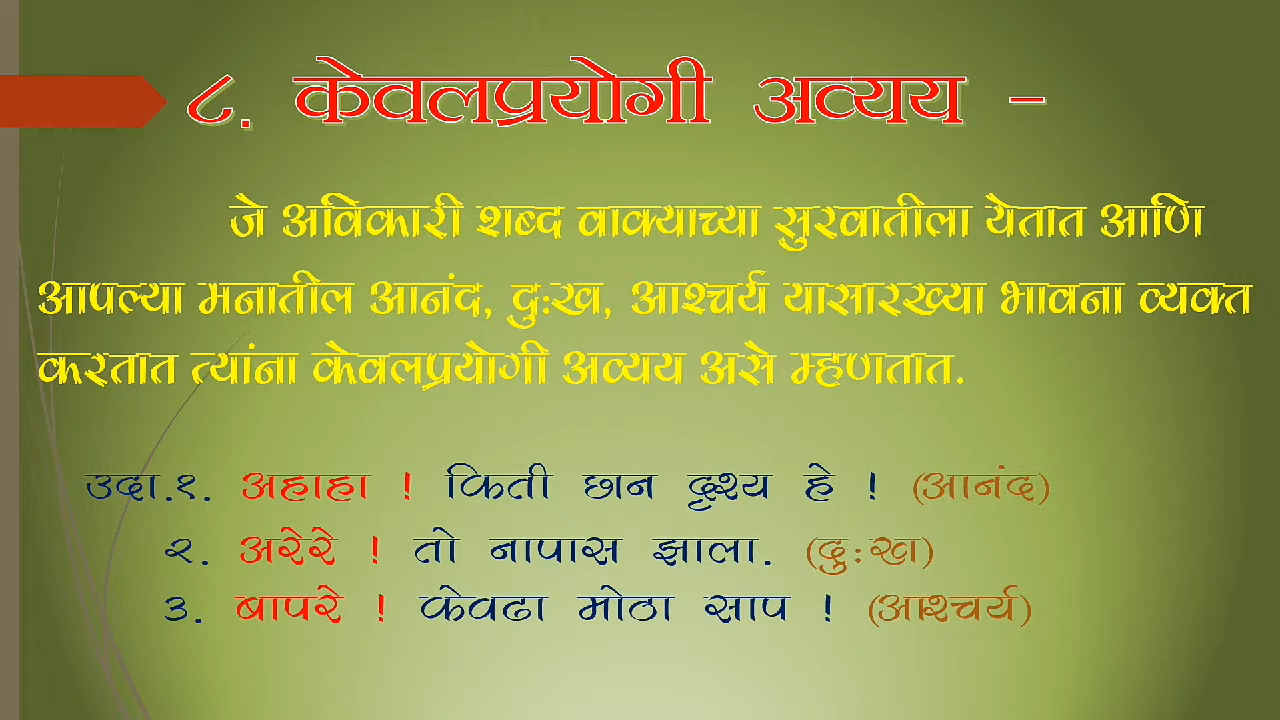 ८. केवलप्रयोगी अव्यय –
जे अविकारी शब्द वाक्याच्या सुरवातीला येतात आणि
आपल्या मनातील आनंद, दुःख, आश्चर्य यासारख्या भावना व्यक्त
करतात त्यांना केवलप्रयोगी अव्यय असे म्हणतात.
उदा.१. अहाहा ! किती छान दृश्य हे ! (आनंद)
२. अरेरे ! तो नापास झाला. (दुःख)
३. बापरे ! केवढा मोठा साप ! (आश्चर्य)